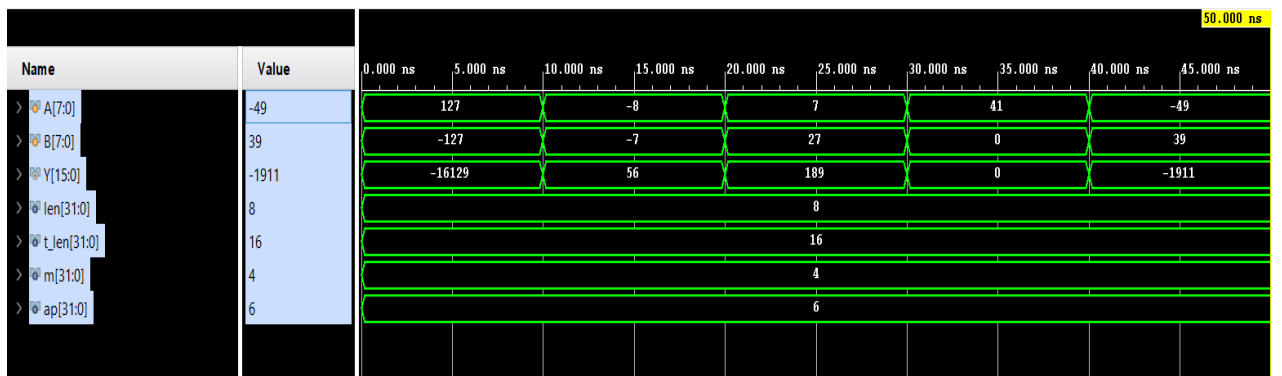 50.000 ns
Name Value 0.000 ns 5.000 ns 10.000 ns 15.000 ns 20.000 ns 25.000 ns 30.000 ns 35.000 ns 40.000 ns 45.000 ns
A[7:0] -49 127 -8 7 41 -49
B[7:0] 39 -127 -7 27 0 39
Y[15:0] -1911 -16129 56 189 0 -1911
len[31:0] 8 8
t_len[31:0] 16 16
m[31:0] 4 4
ap[31:0] 6 6